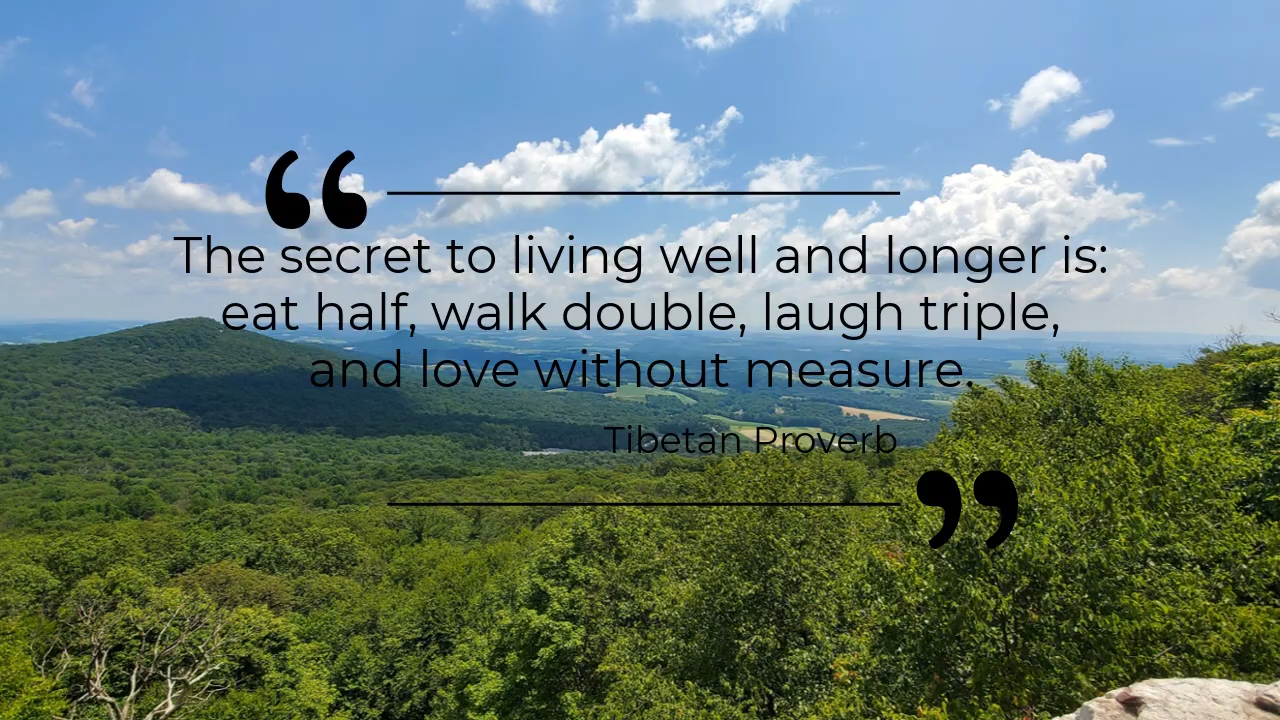 “
The secret to living well and longer is:
eat half, walk double, laugh triple,
and love without measure.
Tibetan Proverb
”